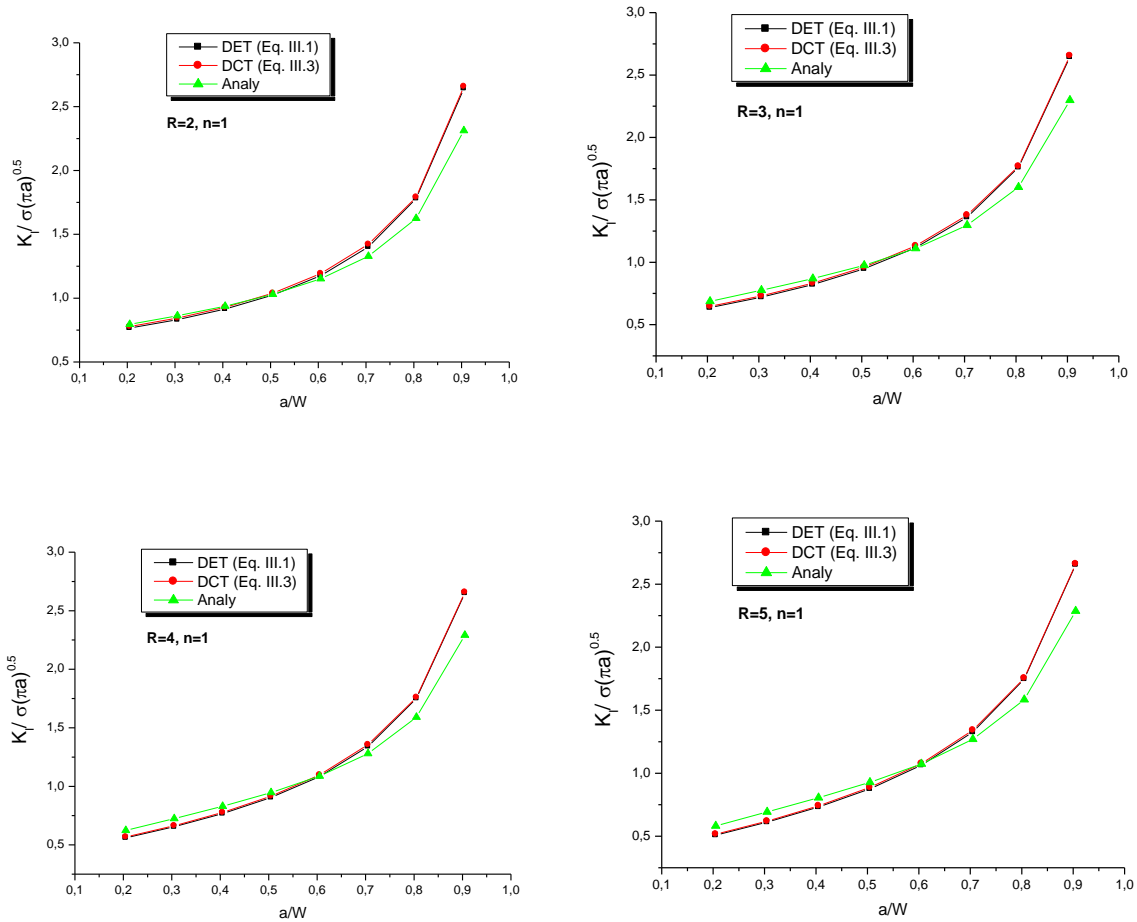 DET (Eq. III.1)
DCT (Eq. III.3)
Analy
R=2, n=1
K_I/ σ(πa)^0.5
3,0
2,5
2,0
1,5
1,0
0,5
0,1 0,2 0,3 0,4 0,5 0,6 0,7 0,8 0,9 1,0
a/W
DET (Eq. III.1)
DCT (Eq. III.3)
Analy
R=3, n=1
K_I/ σ(πa)^0.5
3,0
2,5
2,0
1,5
1,0
0,5
0,1 0,2 0,3 0,4 0,5 0,6 0,7 0,8 0,9 1,0
a/W
DET (Eq. III.1)
DCT (Eq. III.3)
Analy
R=4, n=1
K_I/ σ(πa)^0.5
3,0
2,5
2,0
1,5
1,0
0,5
0,1 0,2 0,3 0,4 0,5 0,6 0,7 0,8 0,9 1,0
a/W
DET (Eq. III.1)
DCT (Eq. III.3)
Analy
R=5, n=1
K_I/ σ(πa)^0.5
3,0
2,5
2,0
1,5
1,0
0,5
0,1 0,2 0,3 0,4 0,5 0,6 0,7 0,8 0,9 1,0
a/W